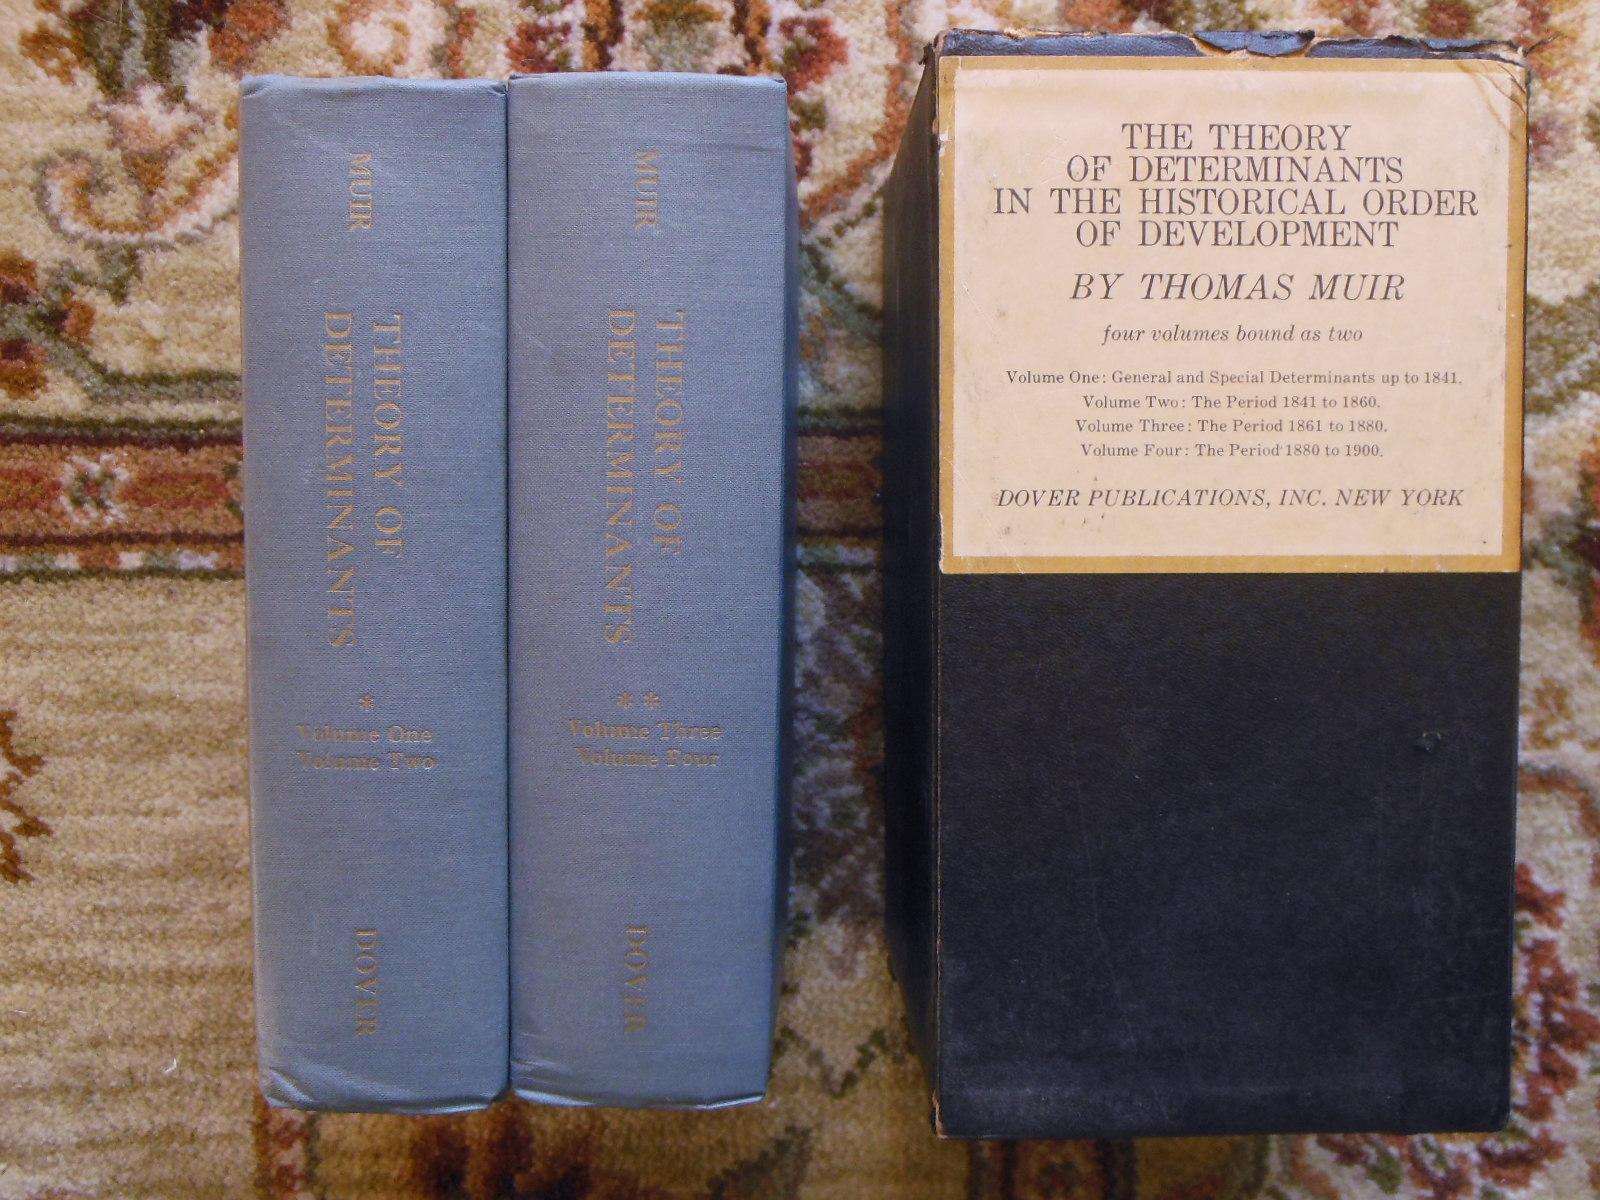 MUIR
THEORY OF
DETERMINANTS
*
Volume One
Volume Two
DOVER
MUIR
THEORY OF
DETERMINANTS
* *
Volume Three
Volume Four
DOVER
THE THEORY
OF DETERMINANTS
IN THE HISTORICAL ORDER
OF DEVELOPMENT
BY THOMAS MUIR
four volumes bound as two
Volume One: General and Special Determinants up to 1841.
Volume Two: The Period 1841 to 1860.
Volume Three: The Period 1861 to 1880.
Volume Four: The Period 1880 to 1900.
DOVER PUBLICATIONS, INC. NEW YORK